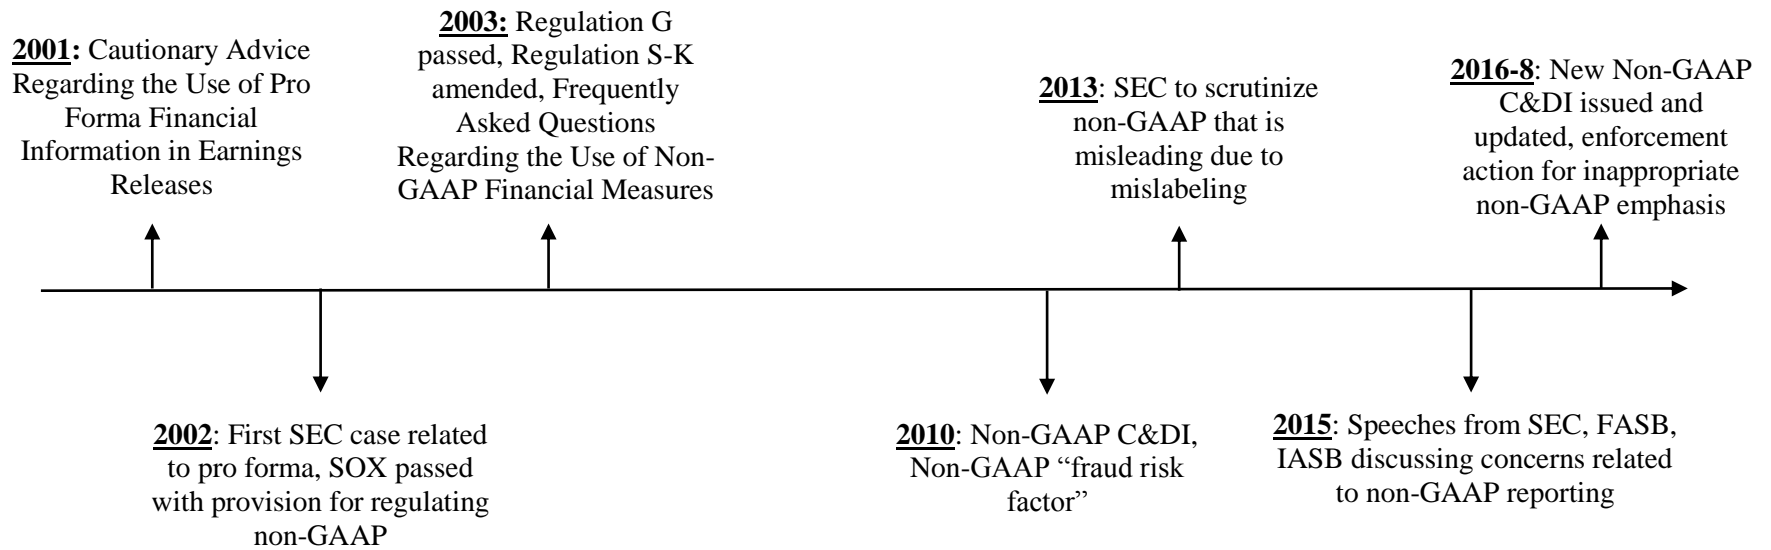 2001: Cautionary Advice
Regarding the Use of Pro
Forma Financial
Information in Earnings
Releases
2003: Regulation G
passed, Regulation S-K
amended, Frequently
Asked Questions
Regarding the Use of Non-
GAAP Financial Measures
2013: SEC to scrutinize
non-GAAP that is
misleading due to
mislabeling
2016-8: New Non-GAAP
C&DI issued and
updated, enforcement
action for inappropriate
non-GAAP emphasis
2002: First SEC case related
to pro forma, SOX passed
with provision for regulating
non-GAAP
2010: Non-GAAP C&DI,
Non-GAAP “fraud risk
factor”
2015: Speeches from SEC, FASB,
IASB discussing concerns related
to non-GAAP reporting